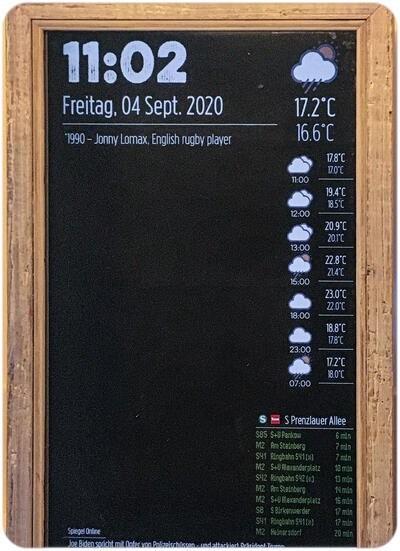 11:02
Freitag, 04 Sept. 2020
*1990 – Jonny Lomax, English rugby player
17.2°C
16.6°C
17.8°C
17.0°C
11:00
19.4°C
18.5°C
12:00
20.9°C
20.1°C
13:00
22.8°C
21.4°C
15:00
23.0°C
22.0°C
18:00
18.8°C
17.8°C
23:00
17.2°C
18.0°C
07:00
S S Prenzlauer Allee
S85 S+U Pankow 6 min
M2 Am Steinberg 7 min
S41 Ringbahn S41 (↻) 7 min
M2 S+U Alexanderplatz 10 min
S42 Ringbahn S42 (↺) 13 min
M2 Am Steinberg 14 min
M2 S+U Alexanderplatz 16 min
S8 S Birkenwerder 17 min
S41 Ringbahn S41 (↻) 17 min
M2 Heinersdorf 20 min
Spiegel Online
Joe Biden spricht mit Opfer von Polizeischüssen - und attackiert Präsident Trump